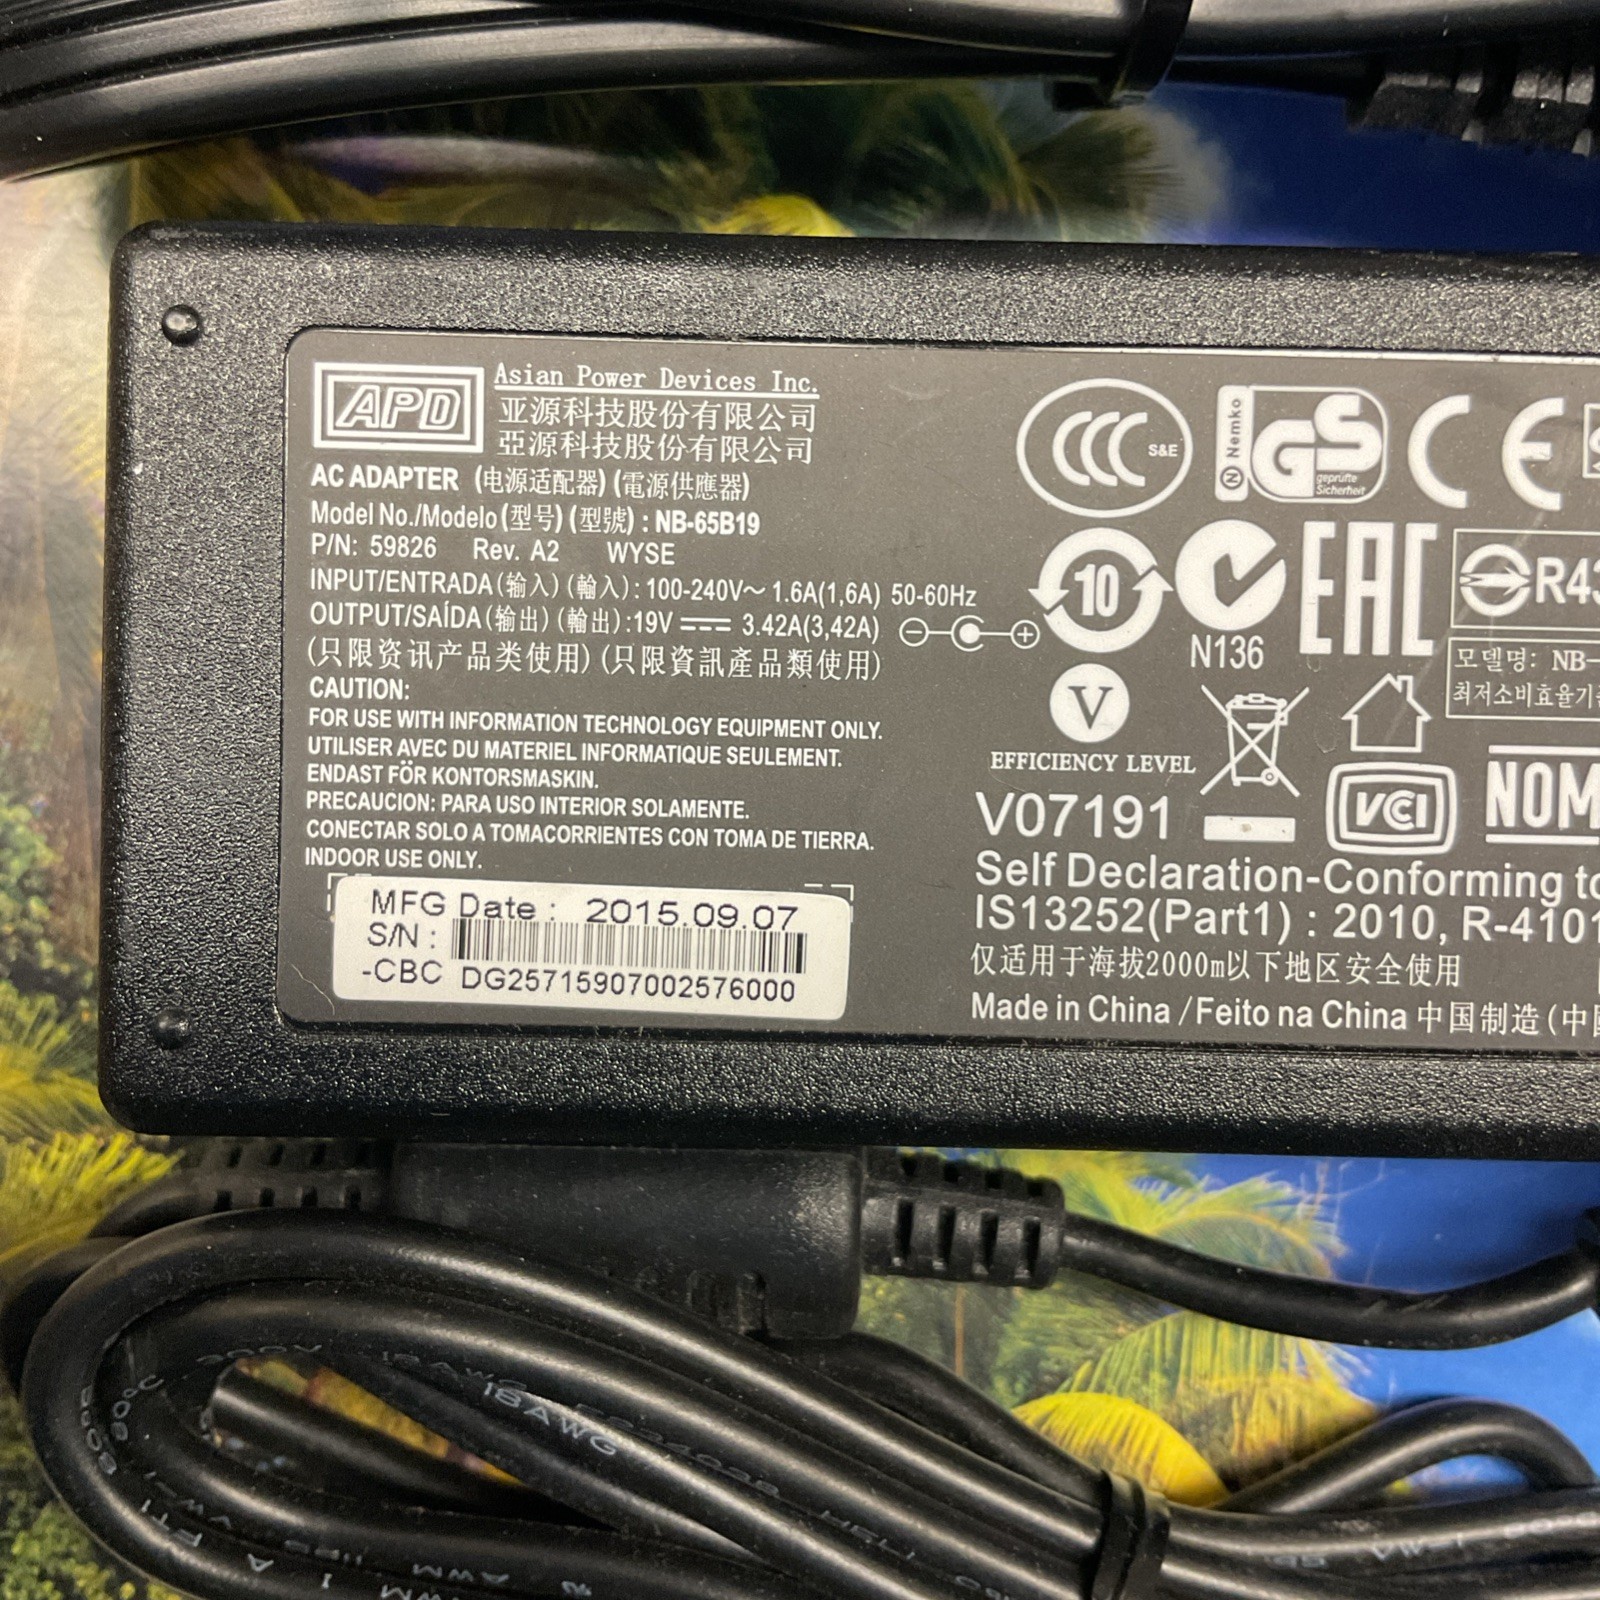 APD
Asian Power Devices Inc.
亚源科技股份有限公司
亞源科技股份有限公司
AC ADAPTER (电源适配器) (電源供應器)
Model No./Modelo (型号) (型號) : NB-65B19
P/N: 59826 Rev. A2 WYSE
INPUT/ENTRADA (输入) (輸入) : 100-240V～ 1.6A(1,6A) 50-60Hz
OUTPUT/SAÍDA (输出) (輸出) :19V 3.42A(3,42A)
(只限资讯产品类使用) (只限資訊產品類使用)
CAUTION:
FOR USE WITH INFORMATION TECHNOLOGY EQUIPMENT ONLY.
UTILISER AVEC DU MATERIEL INFORMATIQUE SEULEMENT.
ENDAST FÖR KONTORSMASKIN.
PRECAUCION: PARA USO INTERIOR SOLAMENTE.
CONECTAR SOLO A TOMACORRIENTES CON TOMA DE TIERRA.
INDOOR USE ONLY.
MFG Date : 2015.09.07
S/N :
-CBC DG25715907002576000
CCC S&E
N Nemko
GS
geprüfte
Sicherheit
CE
10
N136
EAC
R43
모델명: NB-
최저소비효율기
V
EFFICIENCY LEVEL
V07191
VCI
NOM
Self Declaration-Conforming to
IS13252(Part1) : 2010, R-4101
仅适用于海拔2000m以下地区安全使用
Made in China /Feito na China 中国制造 (中
18AWG